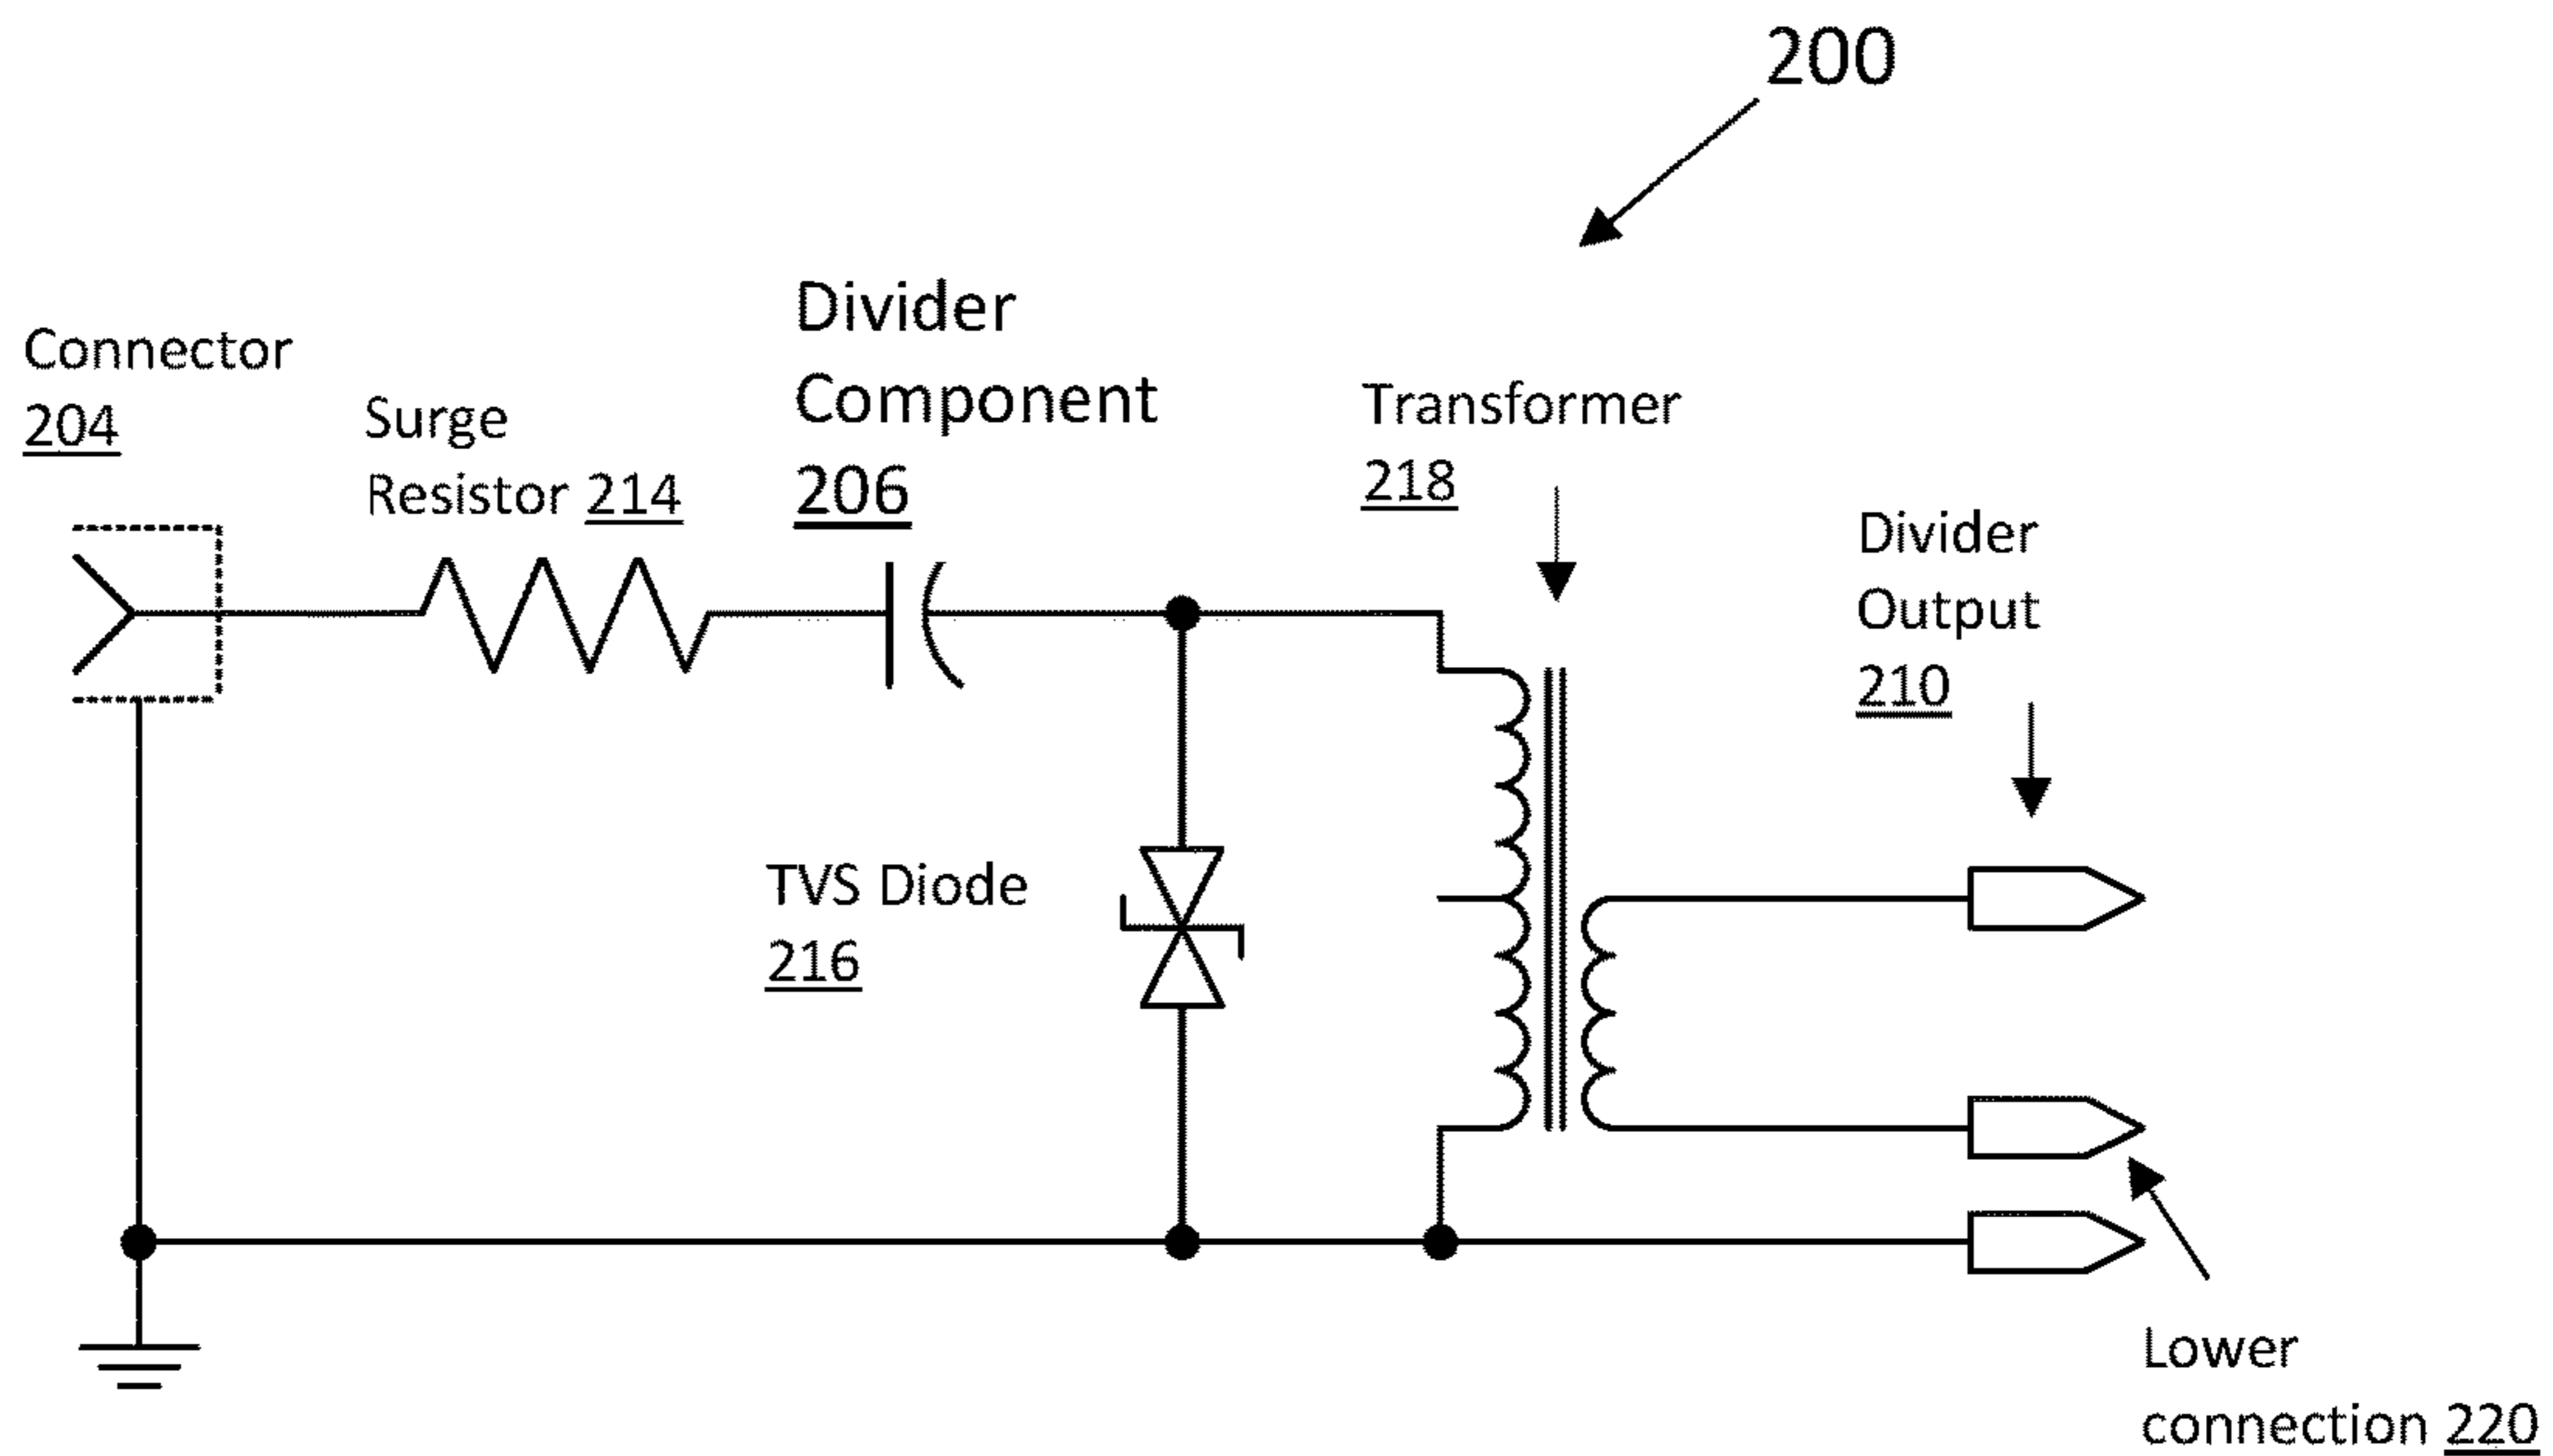 200
Connector
204
Surge
Resistor 214
Divider
Component
206
Transformer
218
Divider
Output
210
TVS Diode
216
Lower
connection 220